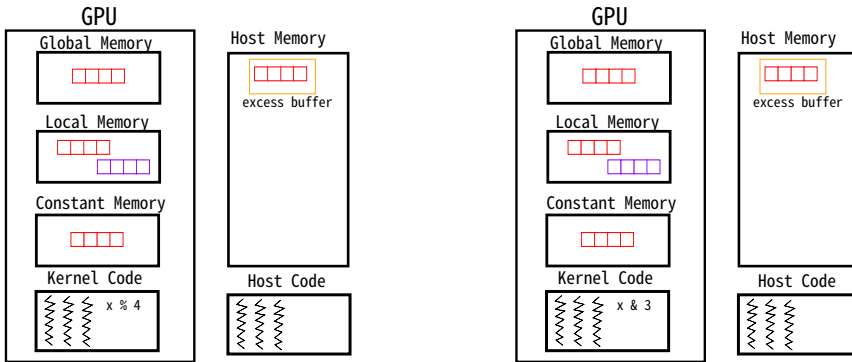 GPU
Global Memory
Host Memory
excess buffer
Local Memory
Constant Memory
Kernel Code
x % 4
Host Code
GPU
Global Memory
Host Memory
excess buffer
Local Memory
Constant Memory
Kernel Code
x & 3
Host Code